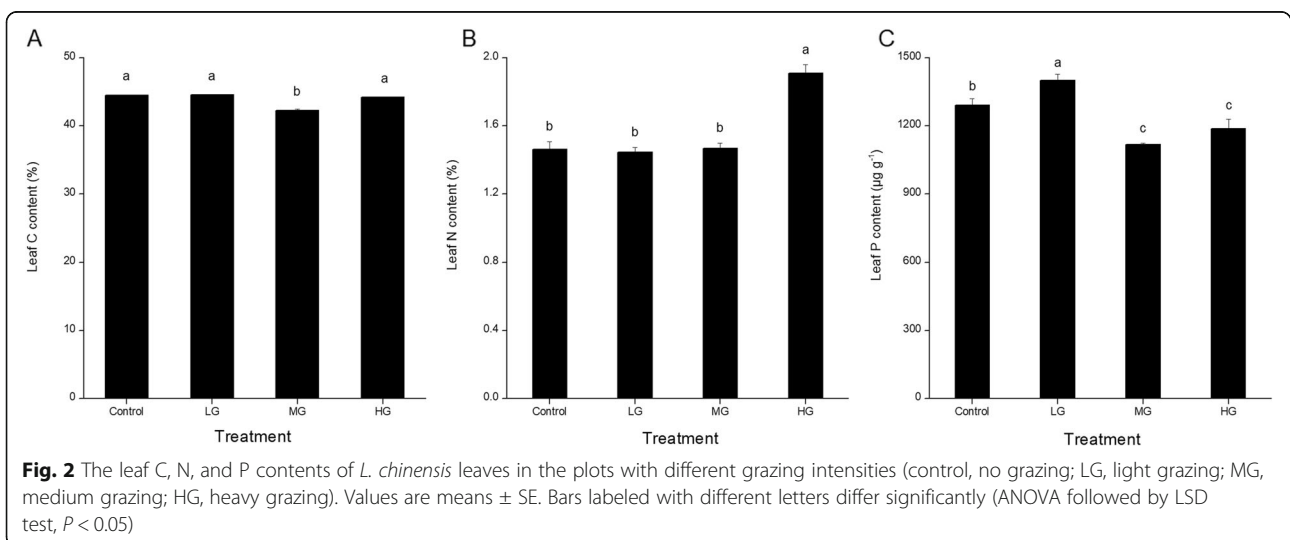 A
B
C
50
40
30
20
10
0
Leaf C content (%)
a a b a
Control LG MG HG
Treatment
2.0
1.6
1.2
0.8
0.4
0.0
Leaf N content (%)
b b b a
Control LG MG HG
Treatment
1500
1200
900
600
300
0
Leaf P content (µg g-1)
b a c c
Control LG MG HG
Treatment
Fig. 2 The leaf C, N, and P contents of L. chinensis leaves in the plots with different grazing intensities (control, no grazing; LG, light grazing; MG,
medium grazing; HG, heavy grazing). Values are means ± SE. Bars labeled with different letters differ significantly (ANOVA followed by LSD
test, P < 0.05)